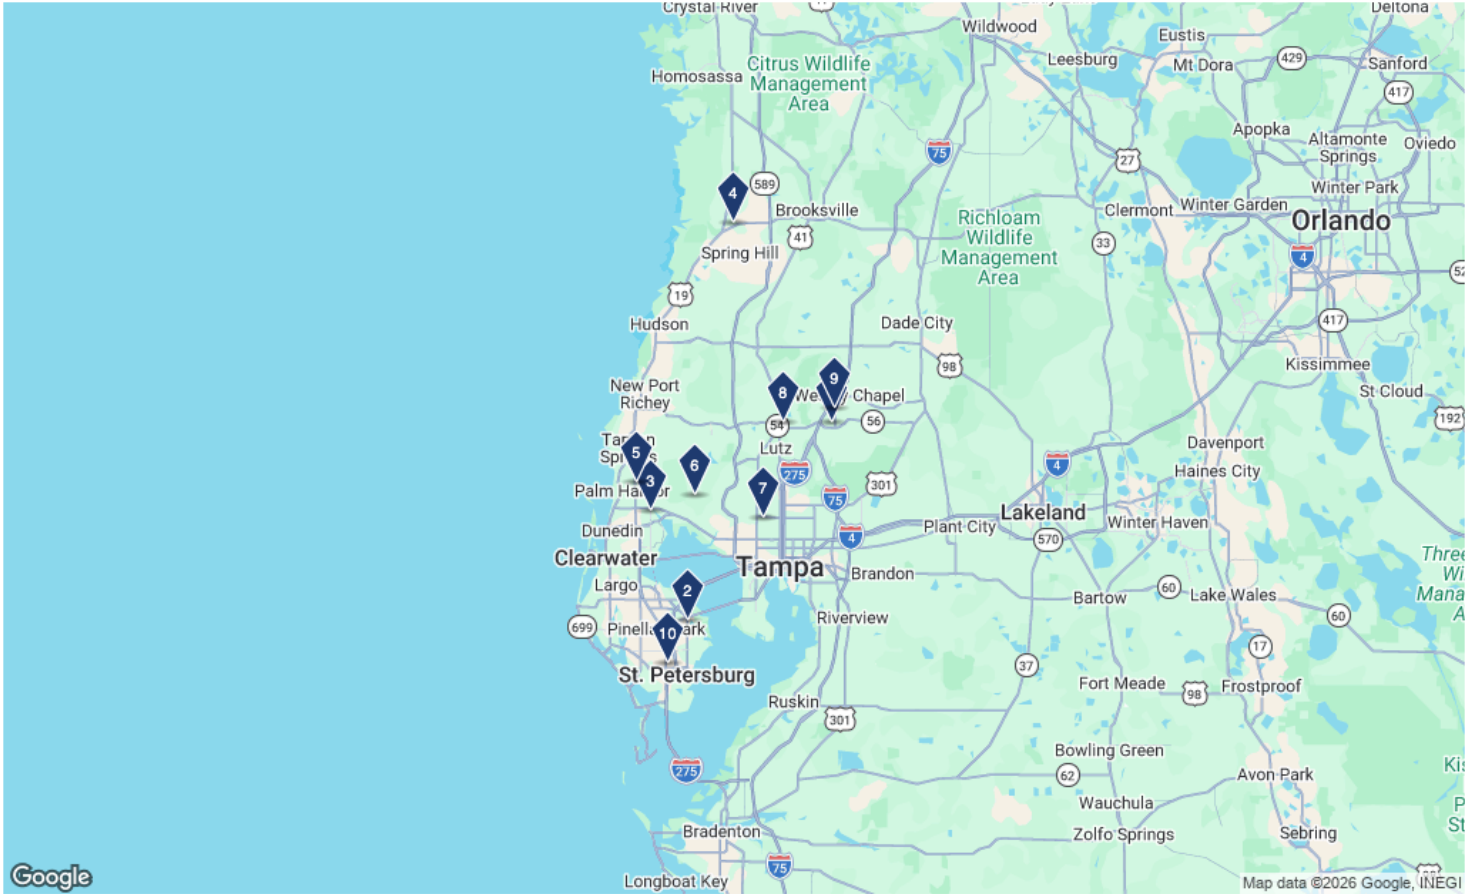 Crystal River
Wildwood
Deltona
Eustis
Leesburg
Mt Dora
429
Sanford
Homosassa
Citrus Wildlife
Management
Area
417
Apopka
Altamonte
Springs
Oviedo
75
27
4
589
Brooksville
Winter Park
Clermont
Winter Garden
Orlando
Richloam
Wildlife
Management
Area
41
33
Spring Hill
4
19
Hudson
Dade City
417
98
Kissimmee
New Port
Richey
8
9
Chapel
St Cloud
192
54
56
Lutz
Davenport
5
6
3
7
275
75
301
4
Haines City
Lakeland
Plant City
Winter Haven
570
Dunedin
4
Clearwater
Tampa
Brandon
Largo
2
Bartow
60
Lake Wales
60
Riverview
699
10
St. Petersburg
37
17
Fort Meade
98
Frostproof
Ruskin
301
275
Bowling Green
62
Avon Park
Wauchula
Bradenton
Zolfo Springs
Sebring
75
Longboat Key
Google
Map data ©2026 Google, INEGI